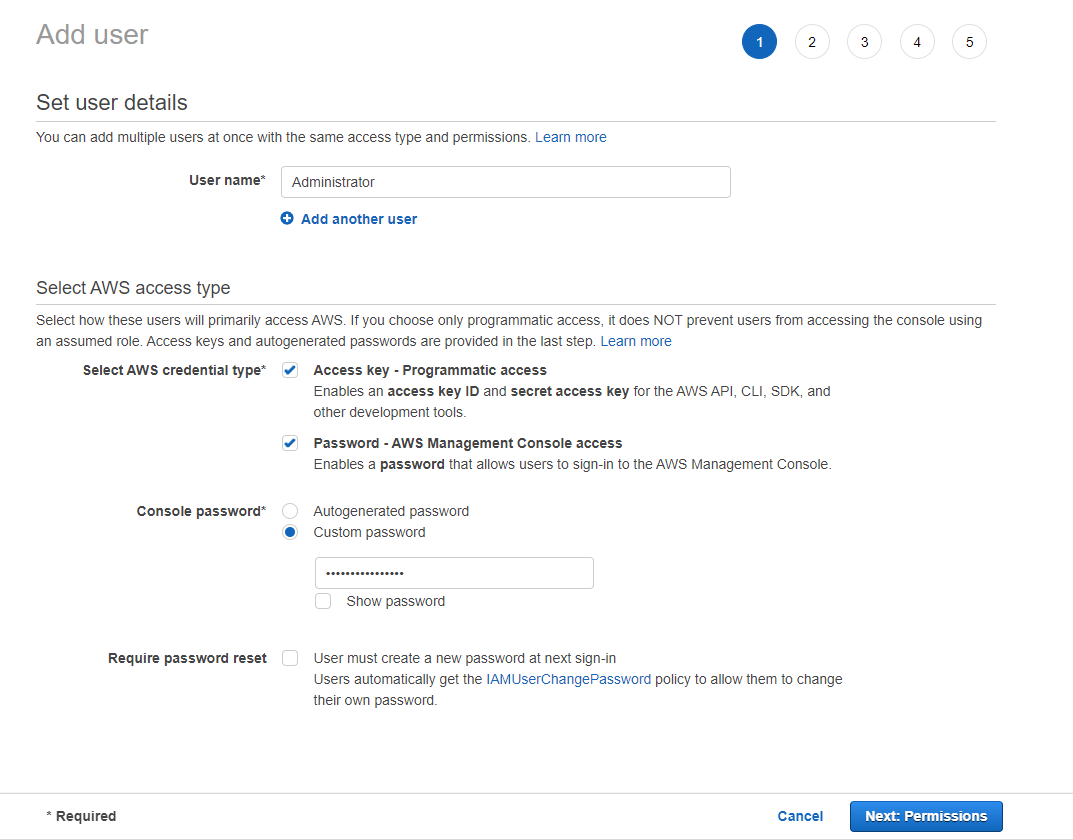 Add user
1 2 3 4 5
Set user details
You can add multiple users at once with the same access type and permissions. Learn more
User name* Administrator
Add another user
Select AWS access type
Select how these users will primarily access AWS. If you choose only programmatic access, it does NOT prevent users from accessing the console using
an assumed role. Access keys and autogenerated passwords are provided in the last step. Learn more
Select AWS credential type* Access key - Programmatic access
Enables an access key ID and secret access key for the AWS API, CLI, SDK, and
other development tools.
Password - AWS Management Console access
Enables a password that allows users to sign-in to the AWS Management Console.
Console password* Autogenerated password
Custom password
••••••••••••••••
Show password
Require password reset User must create a new password at next sign-in
Users automatically get the IAMUserChangePassword policy to allow them to change
their own password.
* Required Cancel Next: Permissions